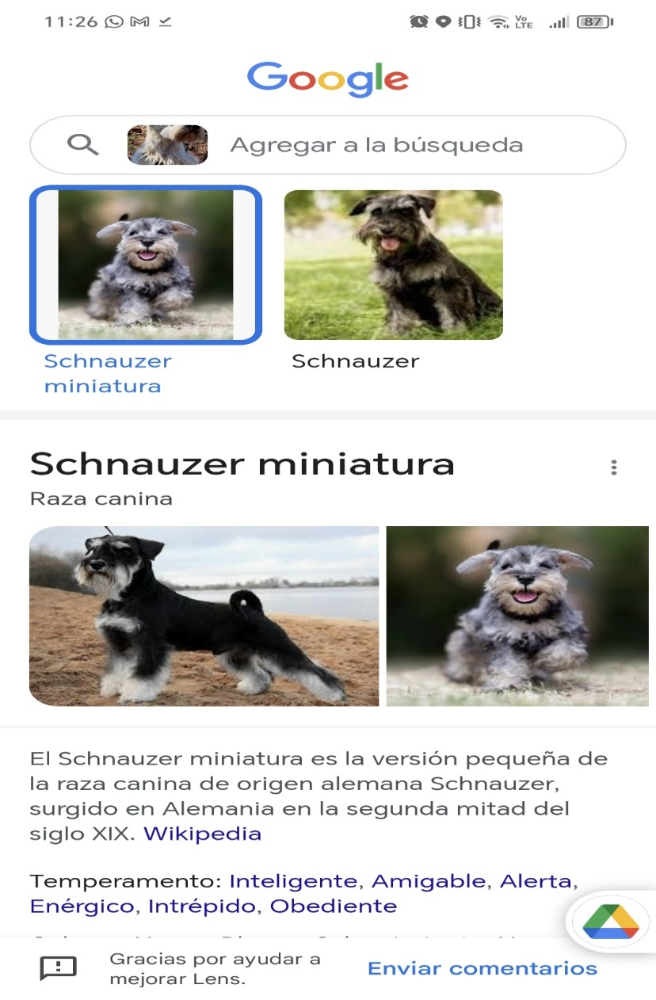 11:26
Vo
LTE
87
Google
Agregar a la búsqueda
Schnauzer
miniatura
Schnauzer
Schnauzer miniatura
Raza canina
El Schnauzer miniatura es la versión pequeña de
la raza canina de origen alemana Schnauzer,
surgido en Alemania en la segunda mitad del
siglo XIX. Wikipedia
Temperamento: Inteligente, Amigable, Alerta,
Enérgico, Intrépido, Obediente
Gracias por ayudar a
mejorar Lens.
Enviar comentarios